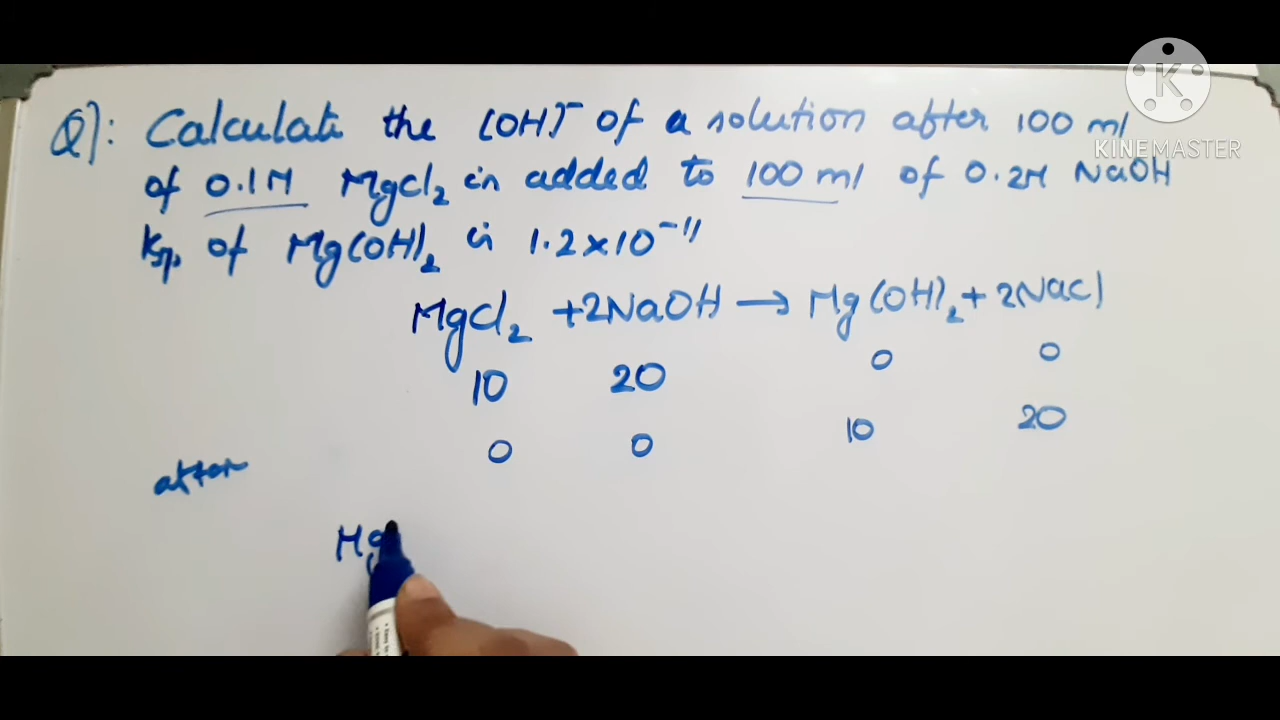 KINEMASTER
Q]: Calculate the [OH]⁻ of a solution after 100 ml
of 0.1M MgCl₂ is added to 100 ml of 0.2M NaOH
Ksp of Mg(OH)₂ is 1.2×10⁻¹¹
MgCl₂ + 2NaOH → Mg(OH)₂ + 2NaCl
10 20 0 0
0 0 10 20
after
Mg